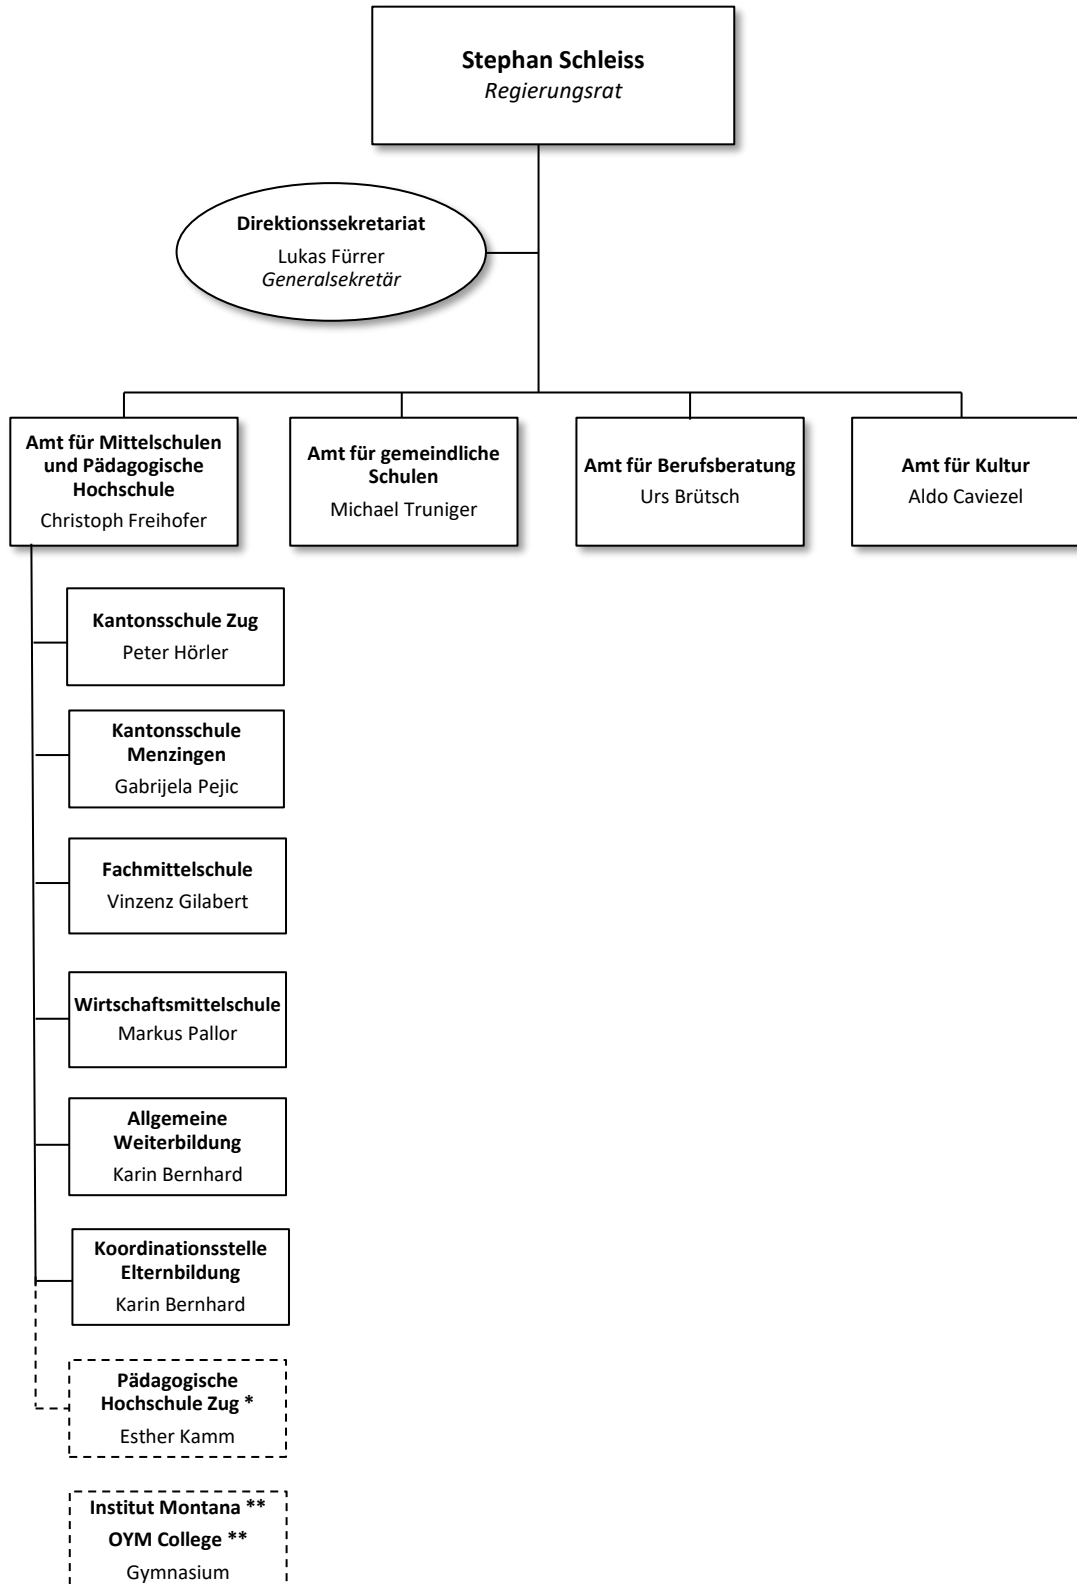 Stephan Schleiss
Regierungsrat
Direktionssekretariat
Lukas Fürrer
Generalsekretär
Amt für Mittelschulen
und Pädagogische
Hochschule
Christoph Freihofer
Amt für gemeindliche
Schulen
Michael Truniger
Amt für Berufsberatung
Urs Brütsch
Amt für Kultur
Aldo Caviezel
Kantonsschule Zug
Peter Hörler
Kantonsschule
Menzingen
Gabrijela Pejic
Fachmittelschule
Vinzenz Gilabert
Wirtschaftsmittelschule
Markus Pallor
Allgemeine
Weiterbildung
Karin Bernhard
Koordinationsstelle
Elternbildung
Karin Bernhard
Pädagogische
Hochschule Zug *
Esther Kamm
Institut Montana **
OYM College **
Gymnasium